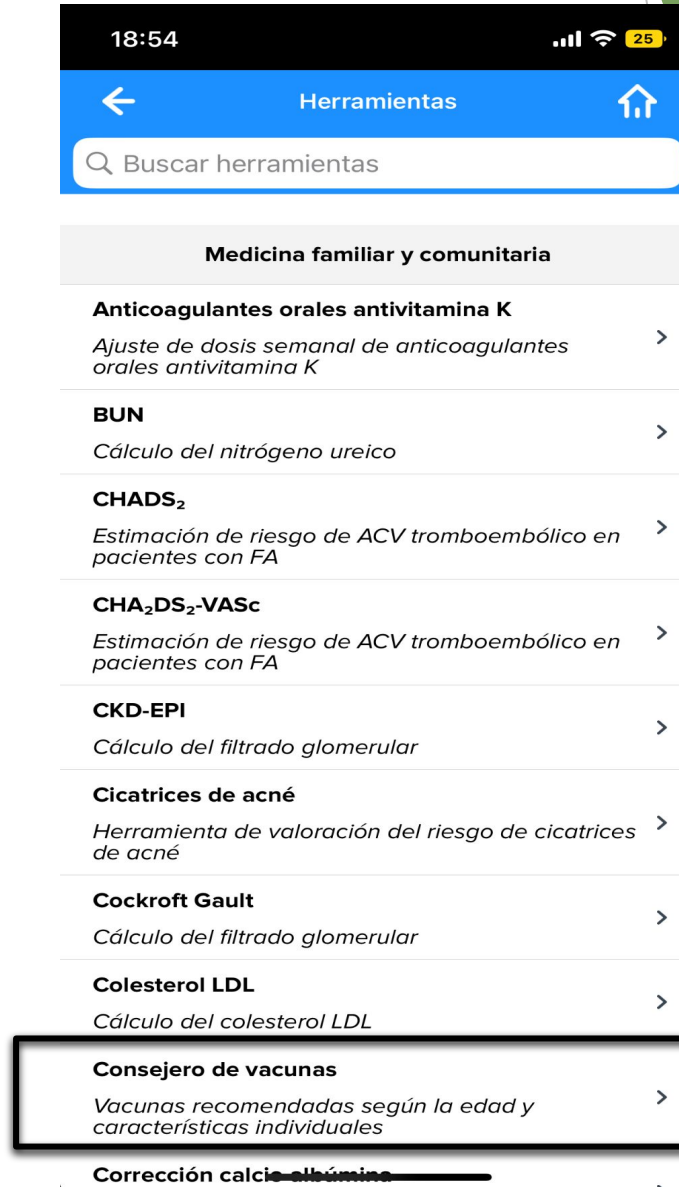 18:54
25
Herramientas
Buscar herramientas
Medicina familiar y comunitaria
Anticoagulantes orales antivitamina K
Ajuste de dosis semanal de anticoagulantes
orales antivitamina K
BUN
Cálculo del nitrógeno ureico
CHADS₂
Estimación de riesgo de ACV tromboembólico en
pacientes con FA
CHA₂DS₂-VASc
Estimación de riesgo de ACV tromboembólico en
pacientes con FA
CKD-EPI
Cálculo del filtrado glomerular
Cicatrices de acné
Herramienta de valoración del riesgo de cicatrices
de acné
Cockroft Gault
Cálculo del filtrado glomerular
Colesterol LDL
Cálculo del colesterol LDL
Consejero de vacunas
Vacunas recomendadas según la edad y
características individuales
Corrección calcio-albúmina